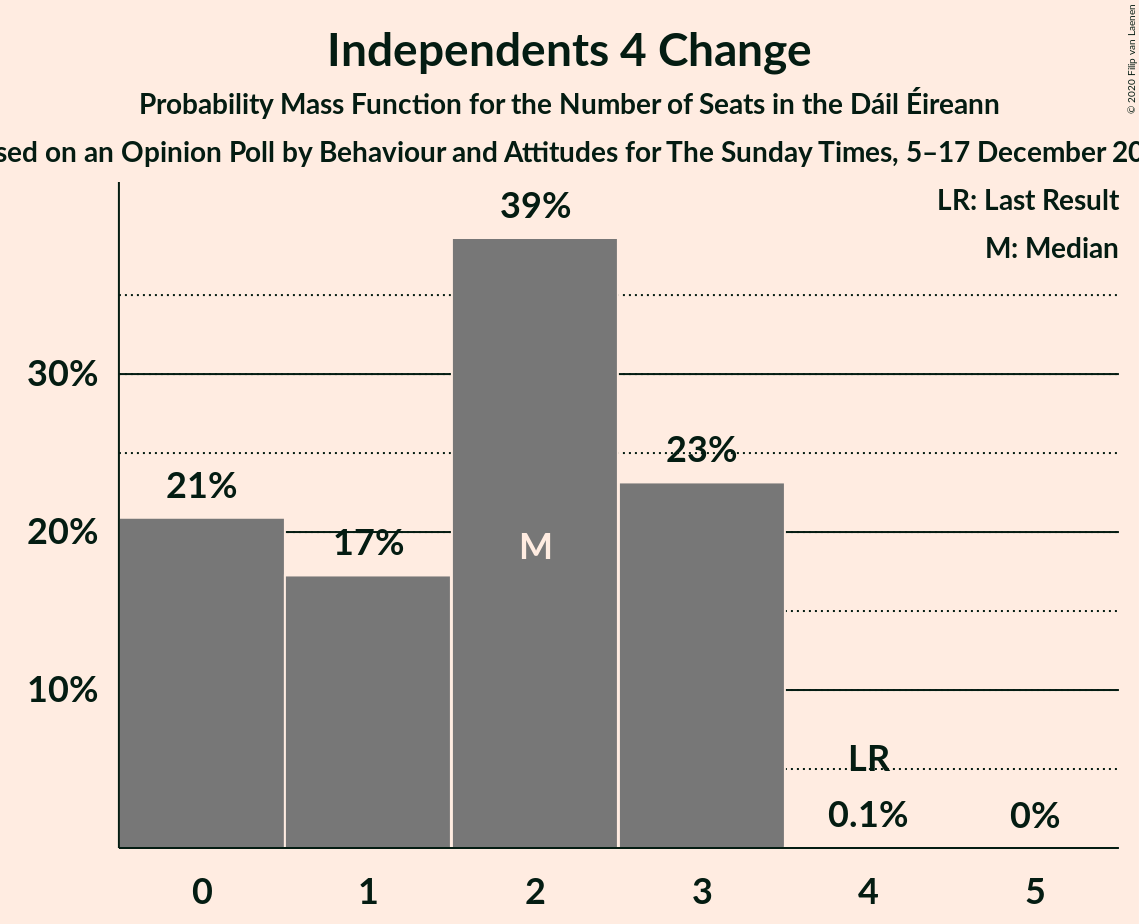 Independents 4 Change
Probability Mass Function for the Number of Seats in the Dáil Éireann
sed on an Opinion Poll by Behaviour and Attitudes for The Sunday Times, 5–17 December 20
© 2020 Filip van Laenen
LR: Last Result
M: Median
39%
30%
23%
21%
20%
17%
M
10%
LR
0.1%
0%
0 1 2 3 4 5